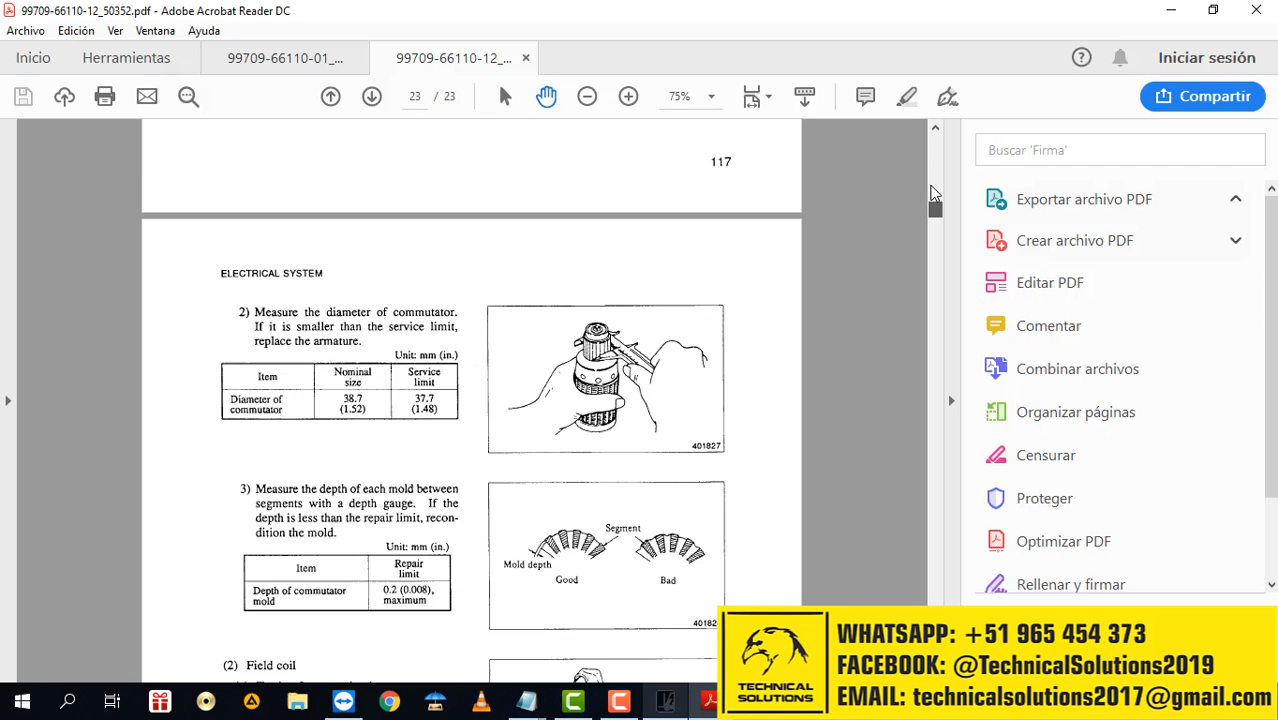 99709-66110-12_50352.pdf - Adobe Acrobat Reader DC
Archivo Edición Ver Ventana Ayuda
Inicio Herramientas 99709-66110-01_... 99709-66110-12_... ×
Iniciar sesión
23 / 23 75% Compartir
117
ELECTRICAL SYSTEM
2) Measure the diameter of commutator.
If it is smaller than the service limit,
replace the armature.
Unit: mm (in.)
Item Nominal size Service limit
Diameter of commutator 38.7 (1.52) 37.7 (1.48)
401827
3) Measure the depth of each mold between
segments with a depth gauge. If the
depth is less than the repair limit, recon-
dition the mold.
Unit: mm (in.)
Item Repair limit
Depth of commutator mold 0.2 (0.008), maximum
Segment
Mold depth
Good Bad
(2) Field coil
Buscar 'Firma'
Exportar archivo PDF
Crear archivo PDF
Editar PDF
Comentar
Combinar archivos
Organizar páginas
Censurar
Proteger
Optimizar PDF
Rellenar y firmar
TECHNICAL
SOLUTIONS
WHATSAPP: +51 965 454 373
FACEBOOK: @TechnicalSolutions2019
EMAIL: technicalsolutions2017@gmail.com